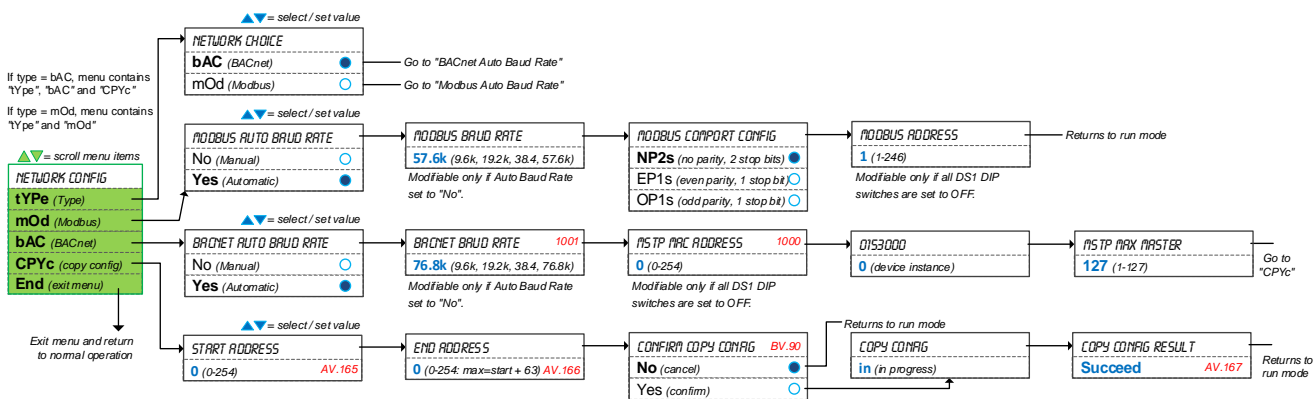 ▲▼= select / set value
NETWORK CHOICE
bAC (BACnet)
mOd (Modbus)
Go to "BACnet Auto Baud Rate"
Go to "Modbus Auto Baud Rate"
If type = bAC, menu contains
"tYpe", "bAC" and "CPYc"
If type = mOd, menu contains
"tYpe" and "mOd"
▲▼= scroll menu items
NETWORK CONFIG
tYPe (Type)
mOd (Modbus)
bAC (BACnet)
CPYc (copy config)
End (exit menu)
Exit menu and return
to normal operation
▲▼= select / set value
MODBUS AUTO BAUD RATE
No (Manual)
Yes (Automatic)
MODBUS BAUD RATE
57.6k (9.6k, 19.2k, 38.4, 57.6k)
Modifiable only if Auto Baud Rate
set to "No".
MODBUS COMPORT CONFIG
NP2s (no parity, 2 stop bits)
EP1s (even parity, 1 stop bit)
OP1s (odd parity, 1 stop bit)
MODBUS ADDRESS
1 (1-246)
Modifiable only if all DS1 DIP
switches are set to OFF.
Returns to run mode
▲▼= select / set value
BACNET AUTO BAUD RATE
No (Manual)
Yes (Automatic)
BACNET BAUD RATE 1001
76.8k (9.6k, 19.2k, 38.4, 76.8k)
Modifiable only if Auto Baud Rate
set to "No".
MSTP MAC ADDRESS 1000
0 (0-254)
Modifiable only if all DS1 DIP
switches are set to OFF.
0153000
0 (device instance)
MSTP MAX MASTER
127 (1-127)
Go to
"CPYc"
▲▼= select / set value
START ADDRESS
0 (0-254) AV.165
END ADDRESS
0 (0-254: max=start + 63) AV.166
CONFIRM COPY CONFIG BV.90
No (cancel)
Yes (confirm)
Returns to run mode
COPY CONFIG
in (in progress)
COPY CONFIG RESULT
Succeed AV.167
Returns to
run mode